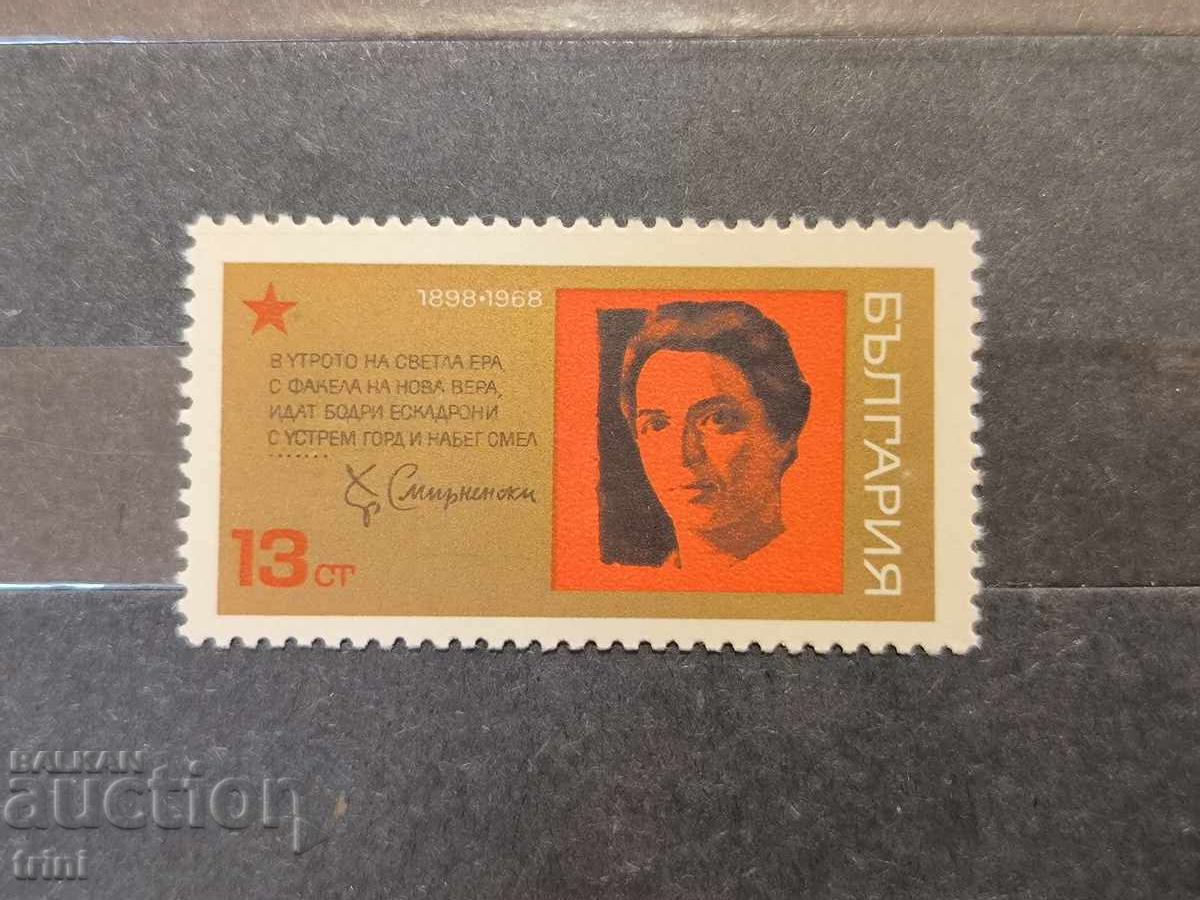 1898•1968
В УТРОТО НА СВЕТЛА ЕРА,
С ФАКЕЛА НА НОВА ВЕРА,
ИДАТ БОДРИ ЕСКАДРОНИ
С УСТРЕМ ГОРД И НАБЕГ СМЕЛ
.......
Хр. Смирненски
13 СТ
БЪЛГАРИЯ
BALKAN
auction
trini